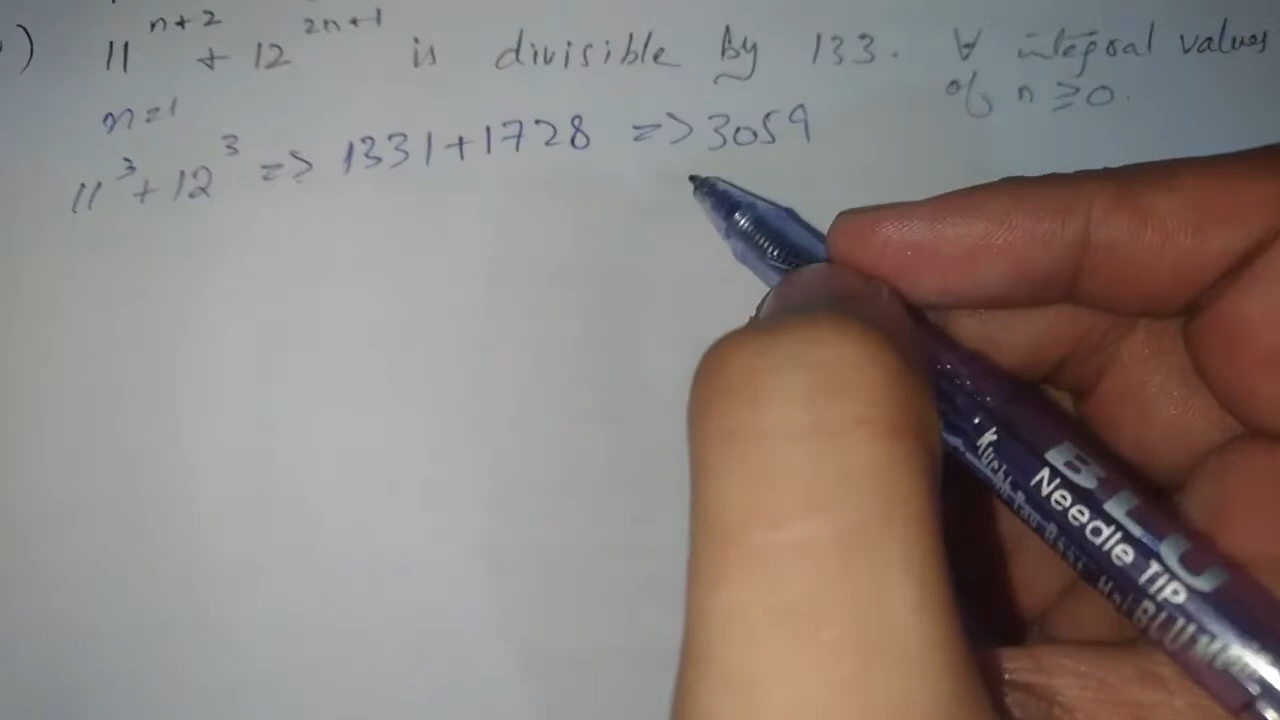 ) 11^{n+2} + 12^{2n+1} is divisible by 133. ∀ integral values
of n ≥ 0.
n=1
11^3 + 12^3 => 1331+1728 => 3059
BLU
Needle TIP